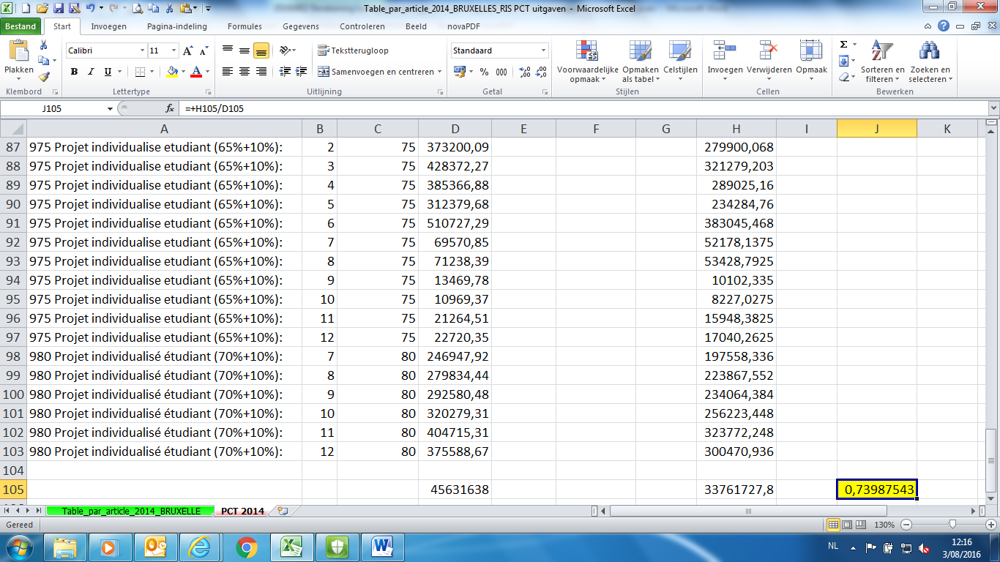 Table_par_article_2014_BRUXELLES_RIS PCT uitgaven - Microsoft Excel
Bestand Start Invoegen Pagina-indeling Formules Gegevens Controleren Beeld novaPDF
Calibri 11 Tekstterugloop Standaard
Plakken B I U Samenvoegen en centreren % 000 Voorwaardelijke opmaak Opmaken als tabel Celstijlen Invoegen Verwijderen Opmaak Sorteren en filteren Zoeken en selecteren
Klembord Lettertype Uitlijning Getal Stijlen Cellen Bewerken
J105 fx =+H105/D105
A B C D E F G H I J K
87 975 Projet individualise etudiant (65%+10%): 2 75 373200,09 279900,068
88 975 Projet individualise etudiant (65%+10%): 3 75 428372,27 321279,203
89 975 Projet individualise etudiant (65%+10%): 4 75 385366,88 289025,16
90 975 Projet individualise etudiant (65%+10%): 5 75 312379,68 234284,76
91 975 Projet individualise etudiant (65%+10%): 6 75 510727,29 383045,468
92 975 Projet individualise etudiant (65%+10%): 7 75 69570,85 52178,1375
93 975 Projet individualise etudiant (65%+10%): 8 75 71238,39 53428,7925
94 975 Projet individualise etudiant (65%+10%): 9 75 13469,78 10102,335
95 975 Projet individualise etudiant (65%+10%): 10 75 10969,37 8227,0275
96 975 Projet individualise etudiant (65%+10%): 11 75 21264,51 15948,3825
97 975 Projet individualise etudiant (65%+10%): 12 75 22720,35 17040,2625
98 980 Projet individualisé étudiant (70%+10%): 7 80 246947,92 197558,336
99 980 Projet individualisé étudiant (70%+10%): 8 80 279834,44 223867,552
100 980 Projet individualisé étudiant (70%+10%): 9 80 292580,48 234064,384
101 980 Projet individualisé étudiant (70%+10%): 10 80 320279,31 256223,448
102 980 Projet individualisé étudiant (70%+10%): 11 80 404715,31 323772,248
103 980 Projet individualisé étudiant (70%+10%): 12 80 375588,67 300470,936
104
105 45631638 33761727,8 0,73987543
Table_par_article_2014_BRUXELLE PCT 2014
Gereed 130%
NL 12:16
3/08/2016